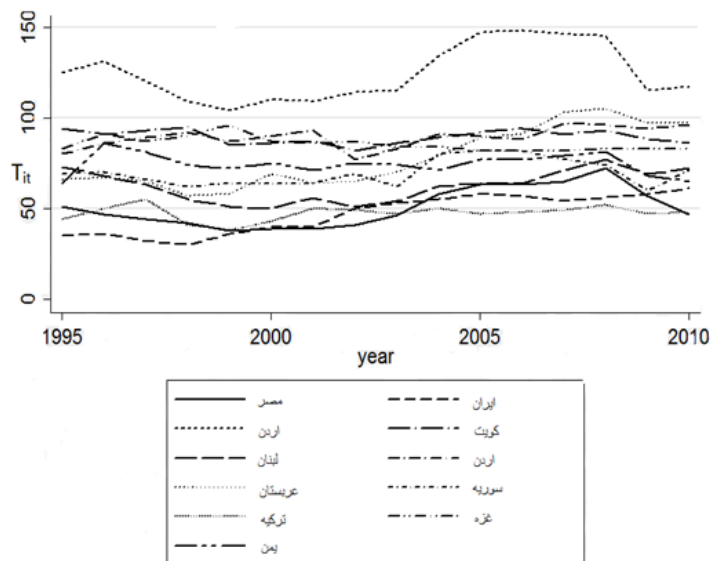 150
100
T_it
50
0
1995 2000 2005 2010
year
مصر ایران
اردن کویت
لبنان اردن
عربستان سوریه
ترکیه غزه
یمن